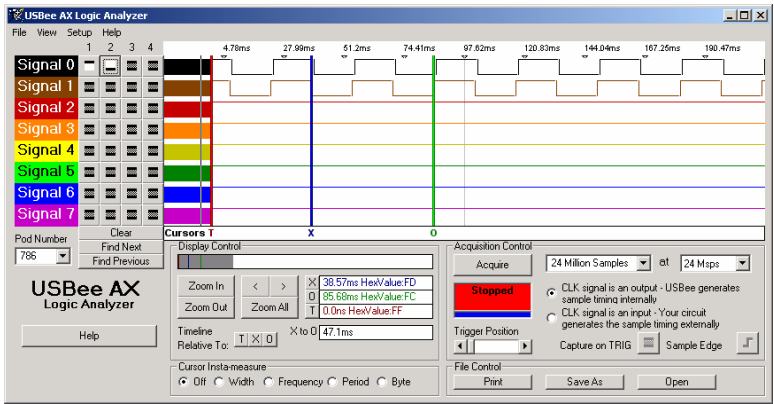 USBee AX Logic Analyzer
File View Setup Help
1 2 3 4
4.78ms 27.99ms 51.2ms 74.41ms 97.62ms 120.83ms 144.04ms 167.25ms 190.47ms
Signal 0
Signal 1
Signal 2
Signal 3
Signal 4
Signal 5
Signal 6
Signal 7
Clear
Find Next
Find Previous
Cursors T X O
Pod Number
786
USBee AX
Logic Analyzer
Help
Display Control
Zoom In < >
Zoom Out Zoom All
X 38.57ms HexValue:FD
O 85.68ms HexValue:FC
T 0.0ns HexValue:FF
Timeline
Relative To: T X O
X to O 47.1ms
Cursor Insta-measure
Off Width Frequency Period Byte
Acquisition Control
Acquire 24 Million Samples at 24 Msps
Stopped
CLK signal is an output - USBee generates
sample timing internally
CLK signal is an input - Your circuit
generates the sample timing externally
Trigger Position
Capture on TRIG Sample Edge
File Control
Print Save As Open